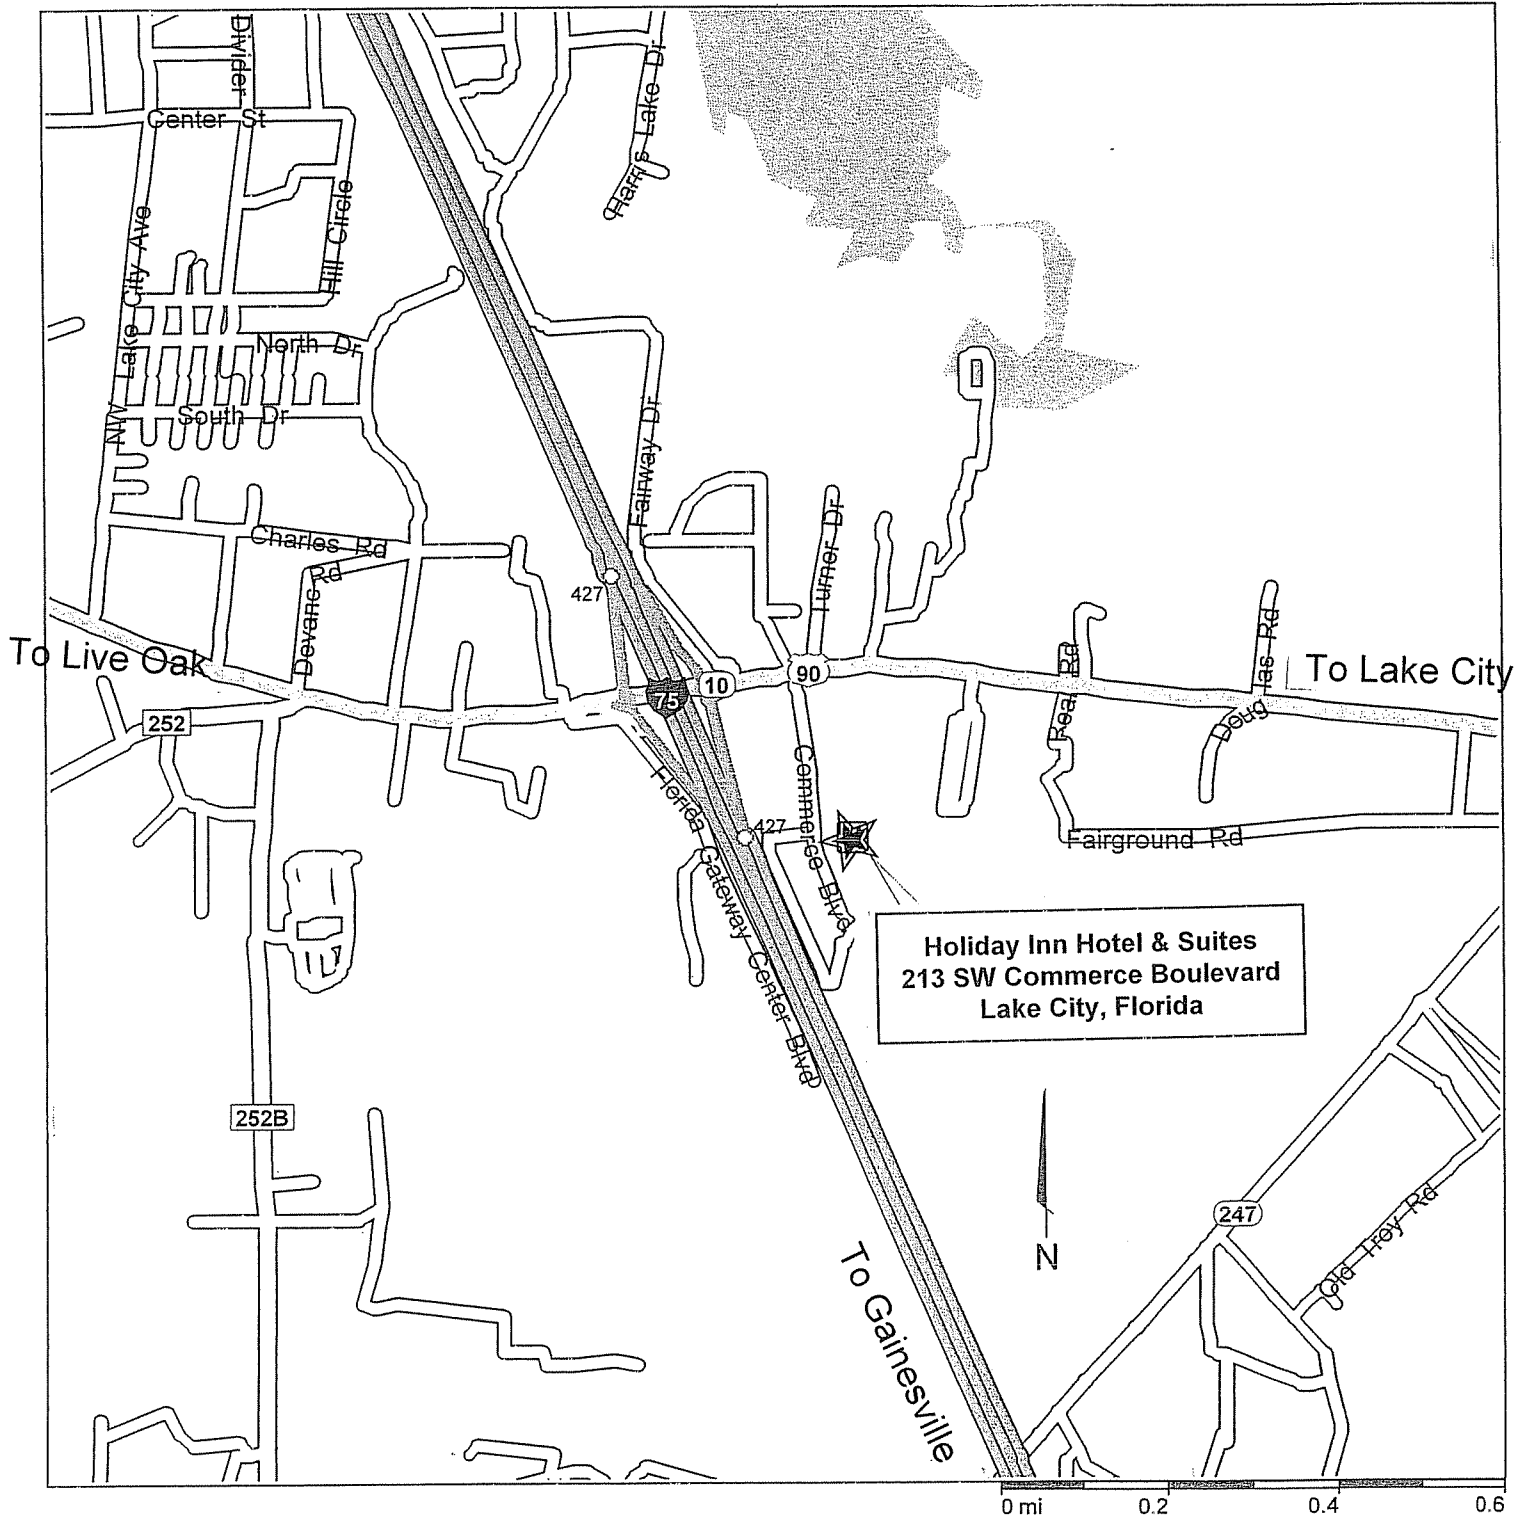 Divider
Center St
Harris Lake Dr
Hill Circle
NW Lake City Ave
North Dr
South Dr
Fairway Dr
Turner Dr
Charles Rd
Devane Rd
427
To Live Oak
Real Rd
Douglas Rd
To Lake City
10
90
75
252
Commerce Blvd
427
Florida Gateway Center Blvd
Fairground Rd
Holiday Inn Hotel & Suites
213 SW Commerce Boulevard
Lake City, Florida
252B
247
Old Troy Rd
N
To Gainesville
0 mi 0.2 0.4 0.6